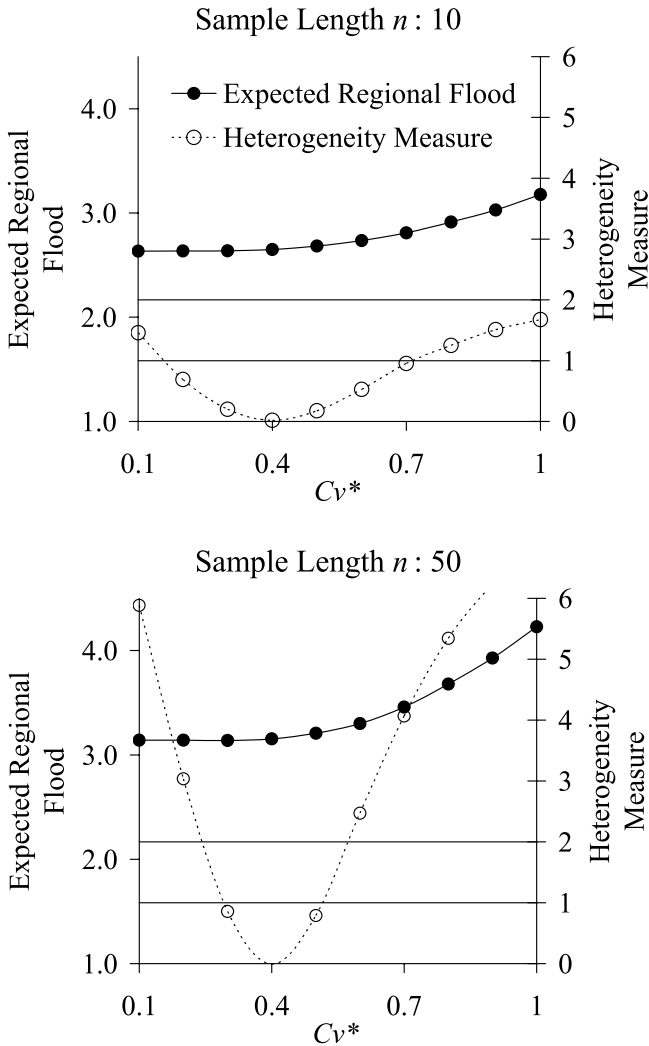 Sample Length n : 10
Expected Regional Flood
Heterogeneity Measure
Expected Regional
Flood
4.0
3.0
2.0
1.0
6
5
4
3
2
1
0
Heterogeneity
Measure
0.1 0.4 0.7 1
Cv*
Sample Length n : 50
Expected Regional
Flood
4.0
3.0
2.0
1.0
6
5
4
3
2
1
0
Heterogeneity
Measure
0.1 0.4 0.7 1
Cv*